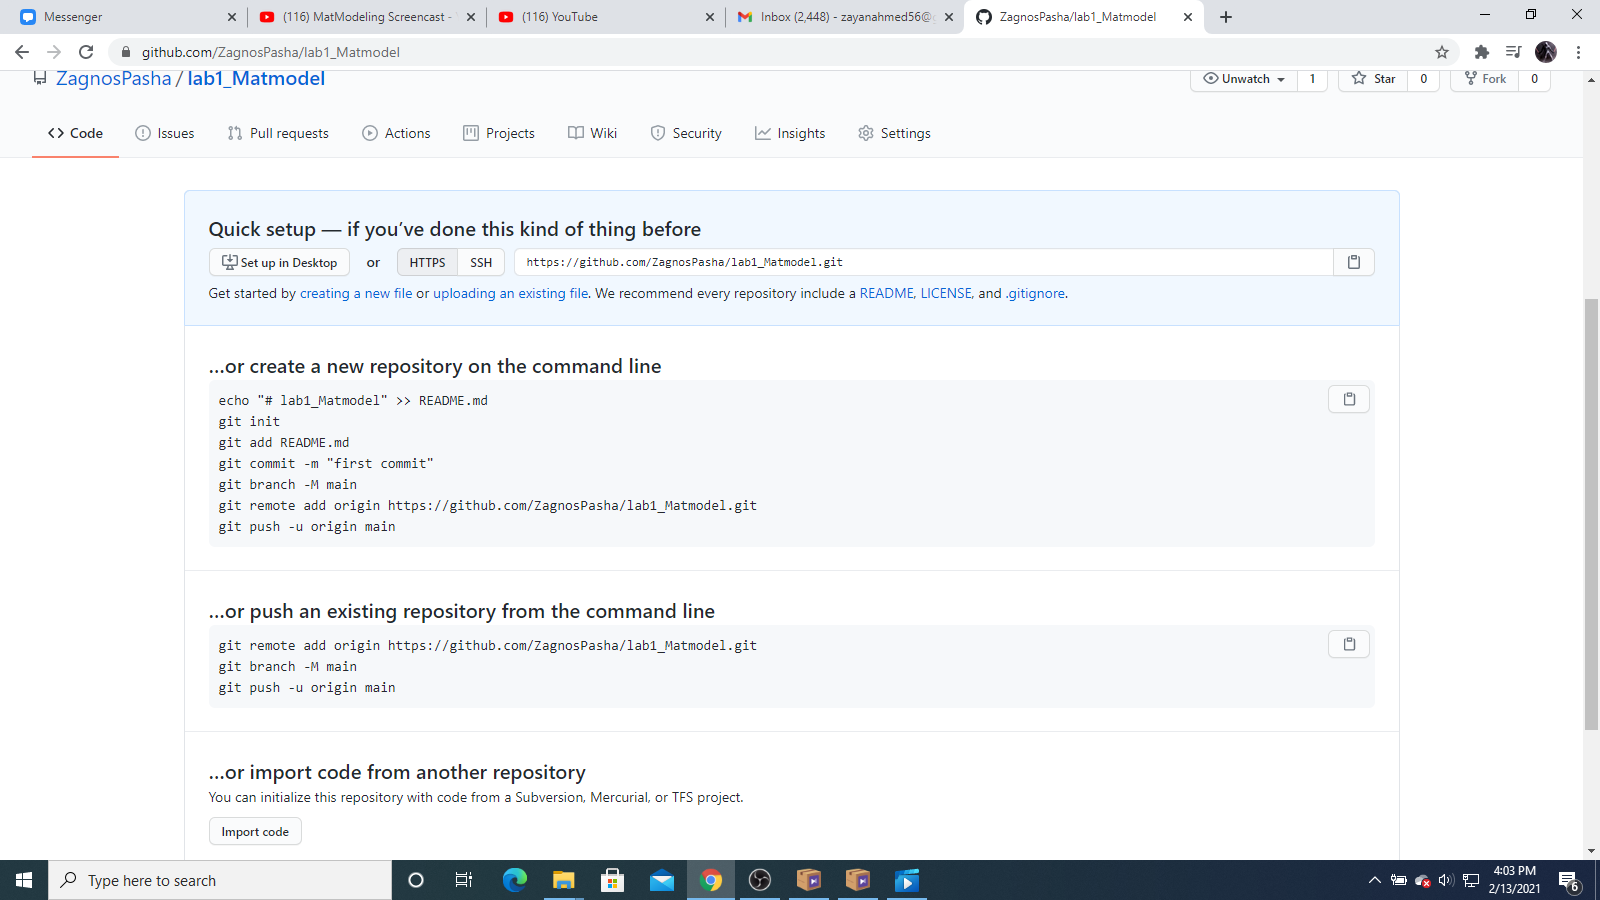 Messenger
(116) MatModeling Screencast -
(116) YouTube
Inbox (2,448) - zayanahmed56@
ZagnosPasha/lab1_Matmodel
github.com/ZagnosPasha/lab1_Matmodel
ZagnosPasha / lab1_Matmodel
Unwatch 1
Star 0
Fork 0
Code Issues Pull requests Actions Projects Wiki Security Insights Settings
Quick setup — if you’ve done this kind of thing before
Set up in Desktop or HTTPS SSH https://github.com/ZagnosPasha/lab1_Matmodel.git
Get started by creating a new file or uploading an existing file. We recommend every repository include a README, LICENSE, and .gitignore.
…or create a new repository on the command line
echo "# lab1_Matmodel" >> README.md
git init
git add README.md
git commit -m "first commit"
git branch -M main
git remote add origin https://github.com/ZagnosPasha/lab1_Matmodel.git
git push -u origin main
…or push an existing repository from the command line
git remote add origin https://github.com/ZagnosPasha/lab1_Matmodel.git
git branch -M main
git push -u origin main
…or import code from another repository
You can initialize this repository with code from a Subversion, Mercurial, or TFS project.
Import code
Type here to search
4:03 PM
2/13/2021
6